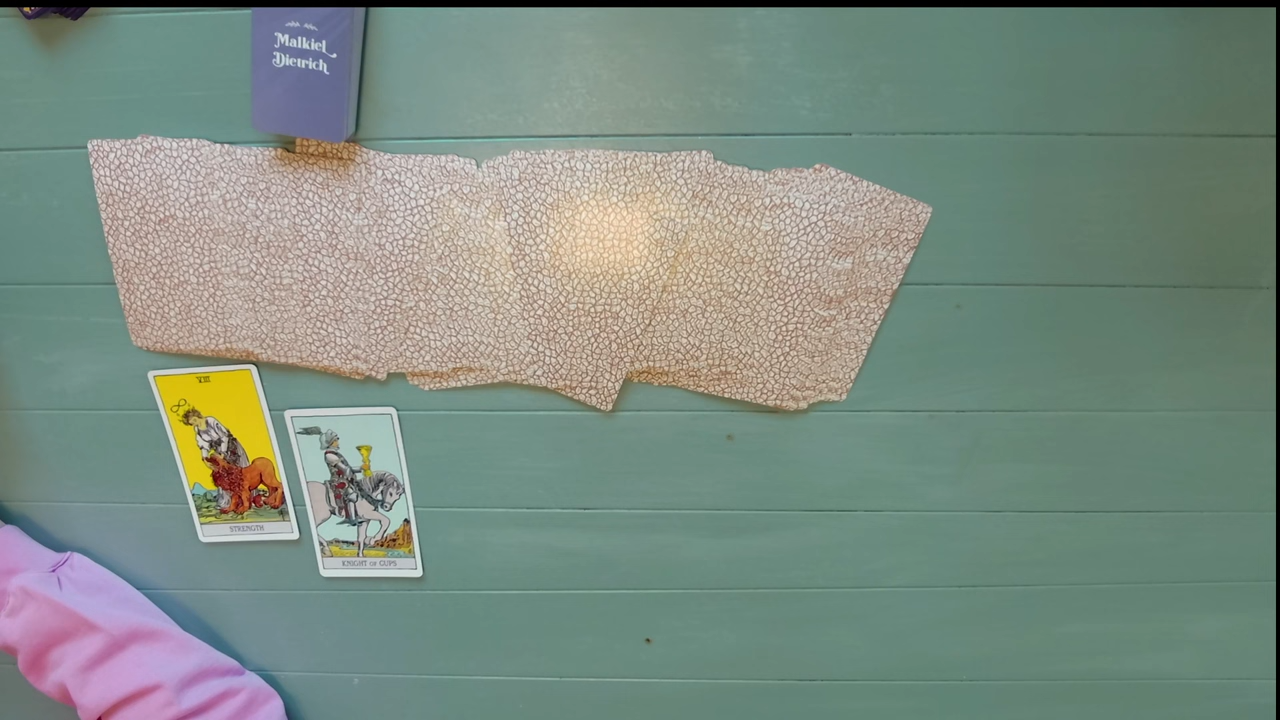 Malkiel
Dietrich
VIII
STRENGTH
KNIGHT OF CUPS